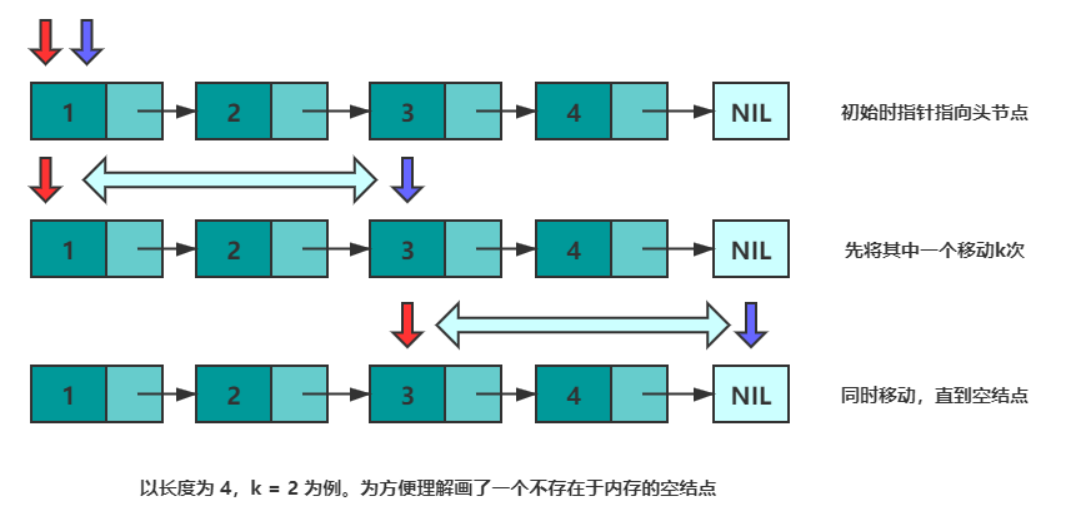 1 2 3 4 NIL 初始时指针指向头节点
1 2 3 4 NIL 先将其中一个移动k次
1 2 3 4 NIL 同时移动，直到空结点
以长度为 4，k = 2 为例。为方便理解画了一个不存在于内存的空结点